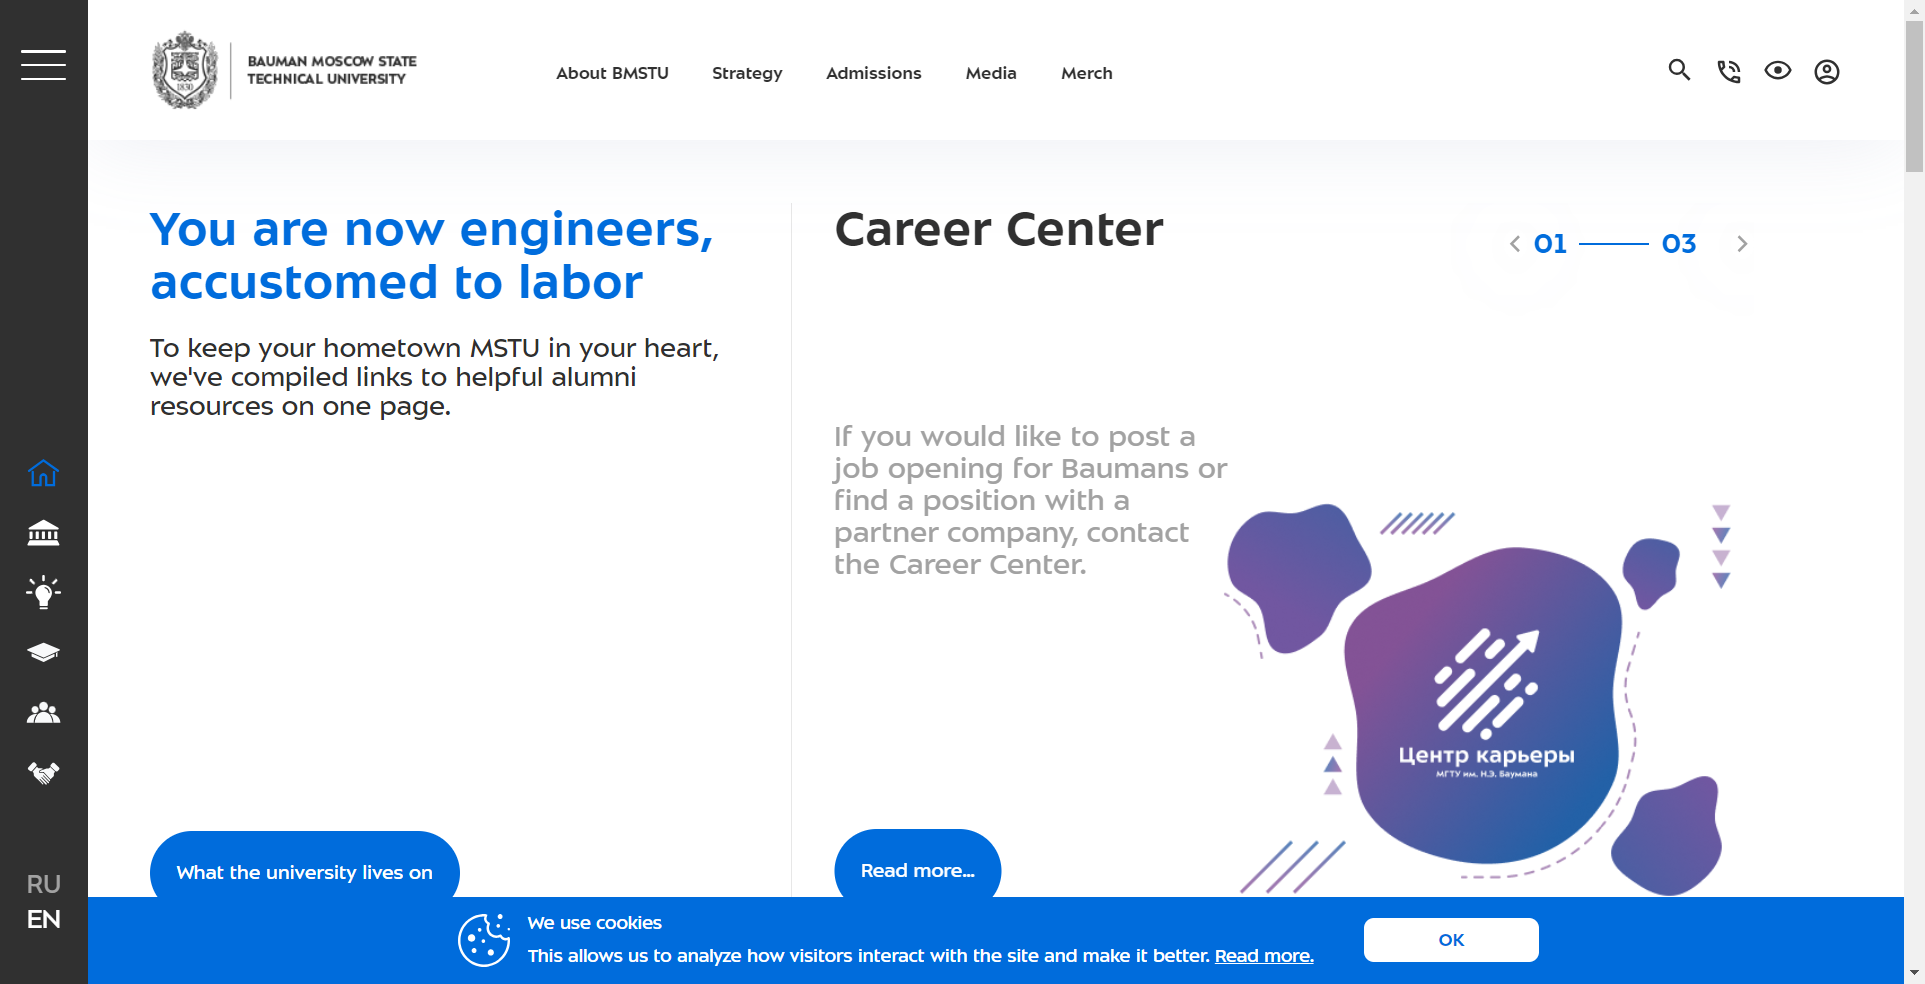 BAUMAN MOSCOW STATE
TECHNICAL UNIVERSITY
1830
About BMSTU
Strategy
Admissions
Media
Merch
You are now engineers,
accustomed to labor
To keep your hometown MSTU in your heart,
we've compiled links to helpful alumni
resources on one page.
What the university lives on
Career Center
01
03
If you would like to post a
job opening for Baumans or
find a position with a
partner company, contact
the Career Center.
Центр карьеры
МГТУ им. Н.Э. Баумана
Read more...
RU
EN
We use cookies
This allows us to analyze how visitors interact with the site and make it better. Read more.
OK